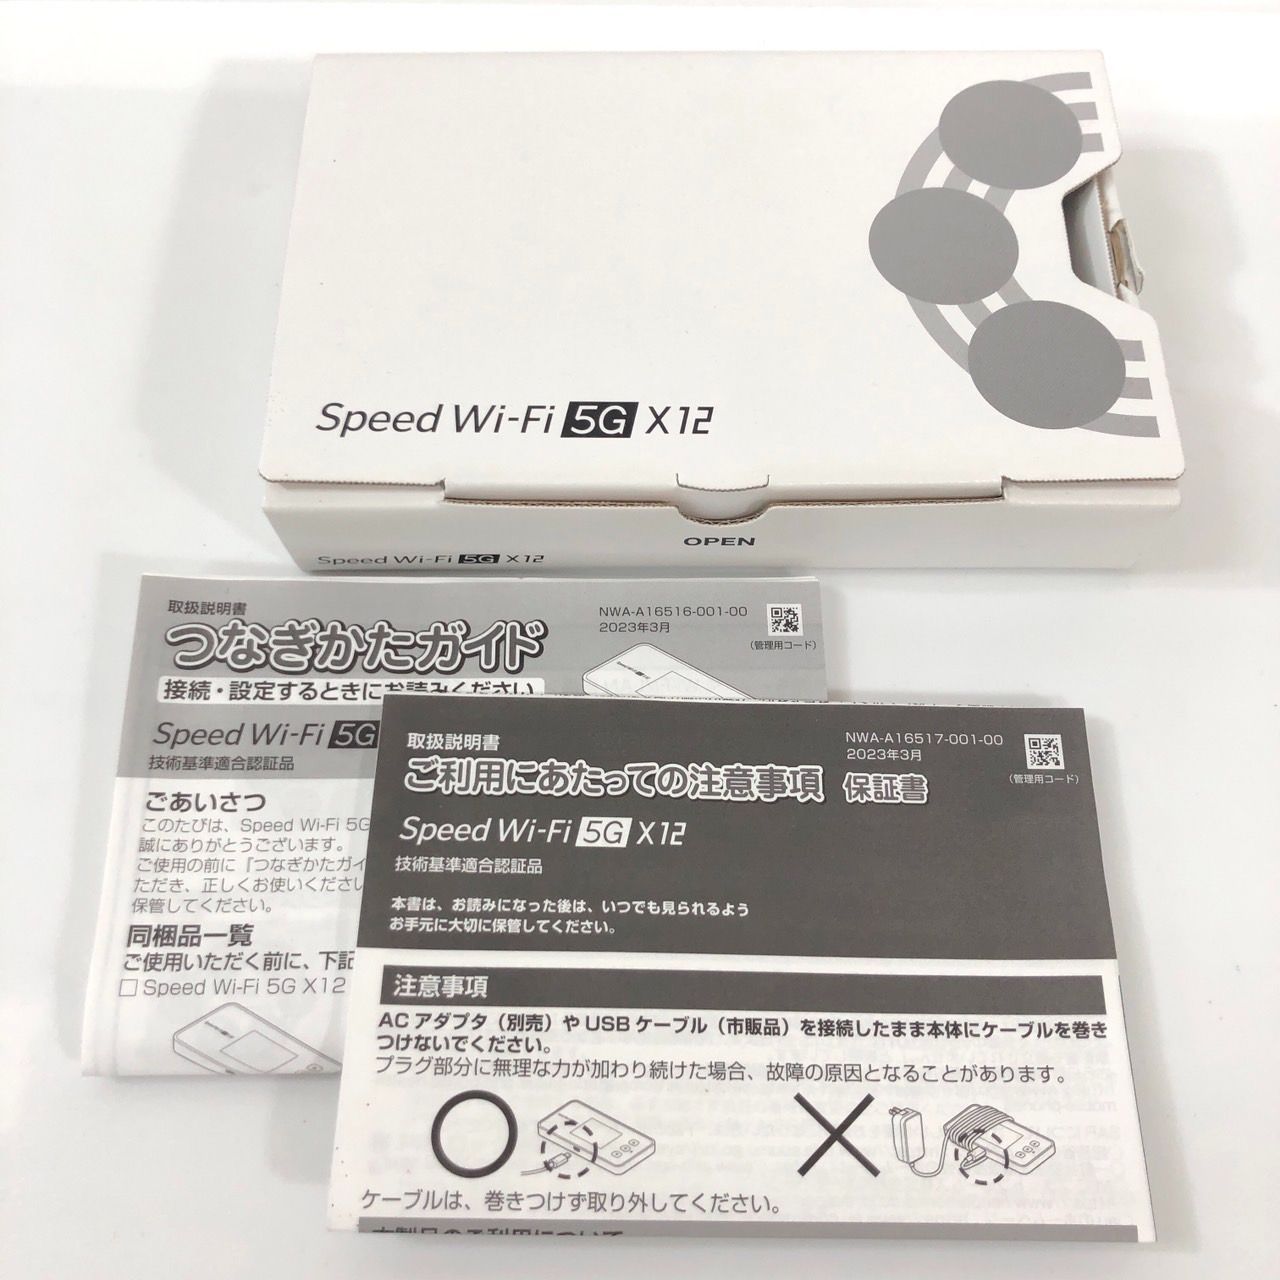 Speed Wi-Fi 5G X12
OPEN
Speed Wi-Fi 5G X12
取扱説明書
つなぎかたガイド
接続・設定するときにお読みください
NWA-A16516-001-00
2023年3月
(管理用コード)
Speed Wi-Fi 5G
技術基準適合認証品
ごあいさつ
このたびは、Speed Wi-Fi 5G
誠にありがとうございます。
ご使用の前に『つなぎかたガイ
ただき、正しくお使いください
保管してください。
同梱品一覧
ご使用いただく前に、下記
□ Speed Wi-Fi 5G X12
取扱説明書
ご利用にあたっての注意事項 保証書
NWA-A16517-001-00
2023年3月
(管理用コード)
Speed Wi-Fi 5G X12
技術基準適合認証品
本書は、お読みになった後は、いつでも見られるよう
お手元に大切に保管してください。
注意事項
ACアダプタ（別売）やUSBケーブル（市販品）を接続したまま本体にケーブルを巻き
つけないでください。
プラグ部分に無理な力が加わり続けた場合、故障の原因となることがあります。
ケーブルは、巻きつけず取り外してください。
本製品のご利用について